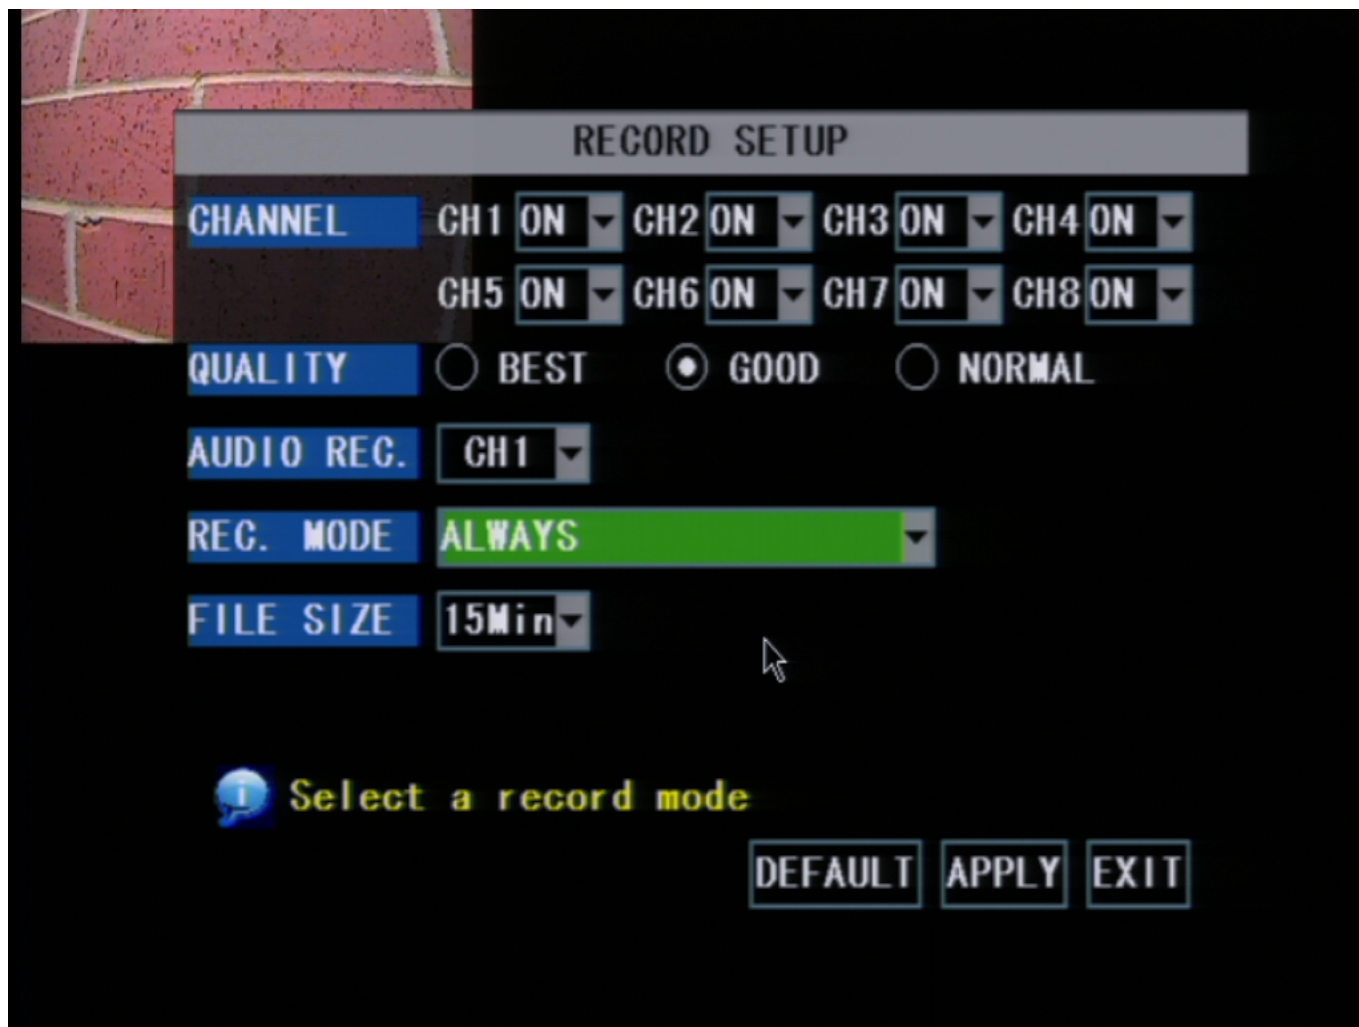 RECORD SETUP
CHANNEL CH1 ON CH2 ON CH3 ON CH4 ON
CH5 ON CH6 ON CH7 ON CH8 ON
QUALITY BEST GOOD NORMAL
AUDIO REC. CH1
REC. MODE ALWAYS
FILE SIZE 15Min
Select a record mode
DEFAULT APPLY EXIT